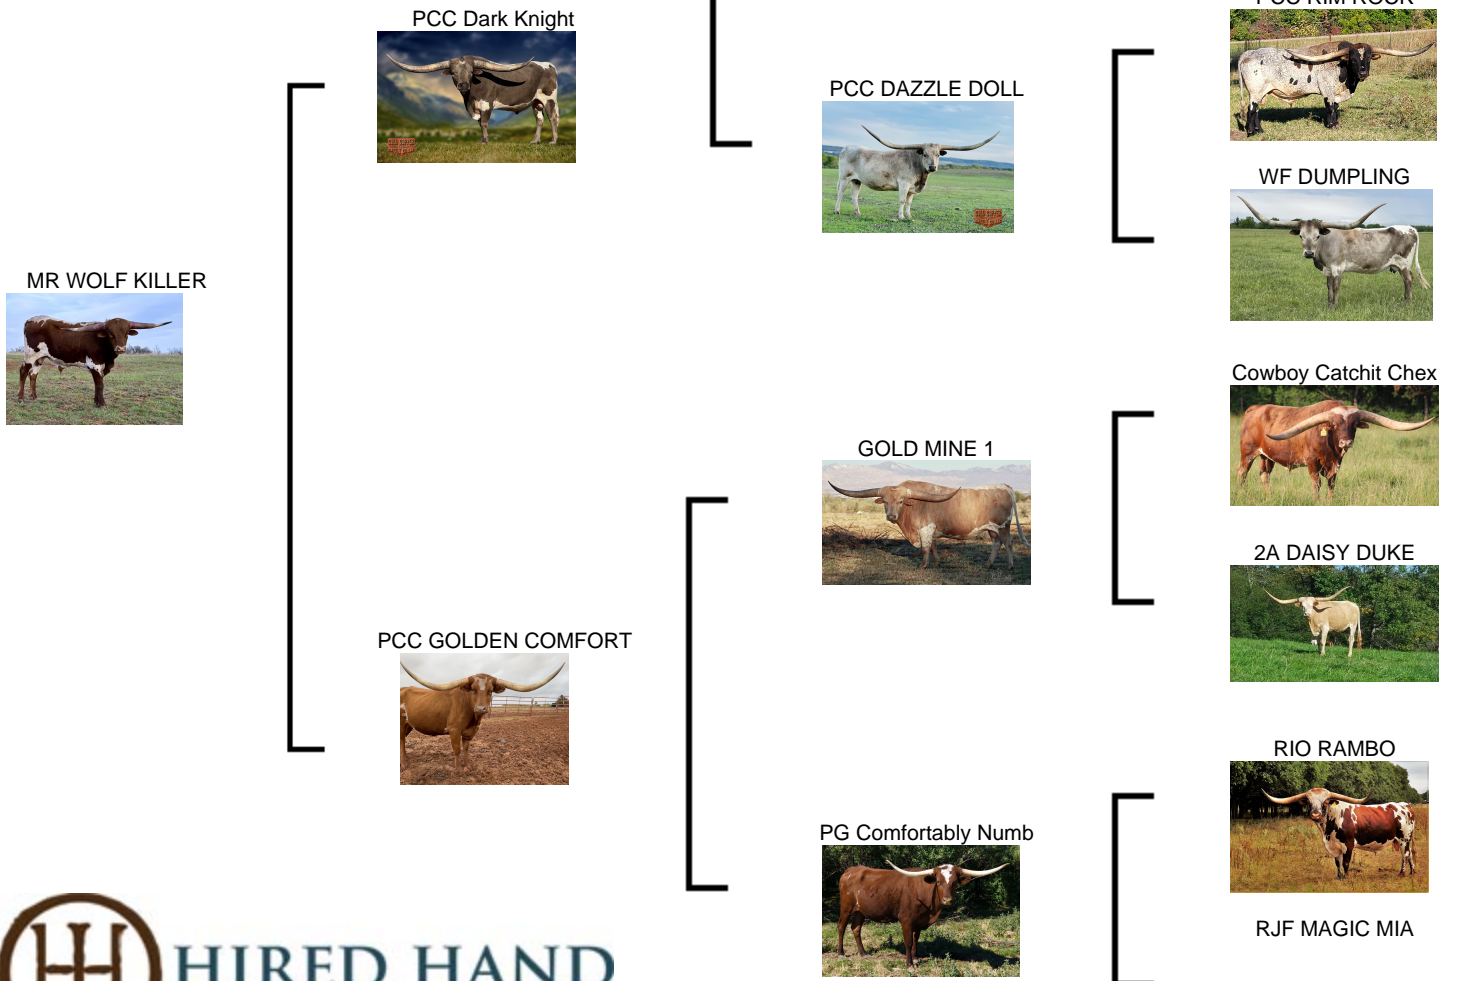 PCC Dark Knight
PCC DAZZLE DOLL
WF DUMPLING
MR WOLF KILLER
Cowboy Catchit Chex
GOLD MINE 1
2A DAISY DUKE
PCC GOLDEN COMFORT
RIO RAMBO
PG Comfortably Numb
RJF MAGIC MIA
HIRED HAND